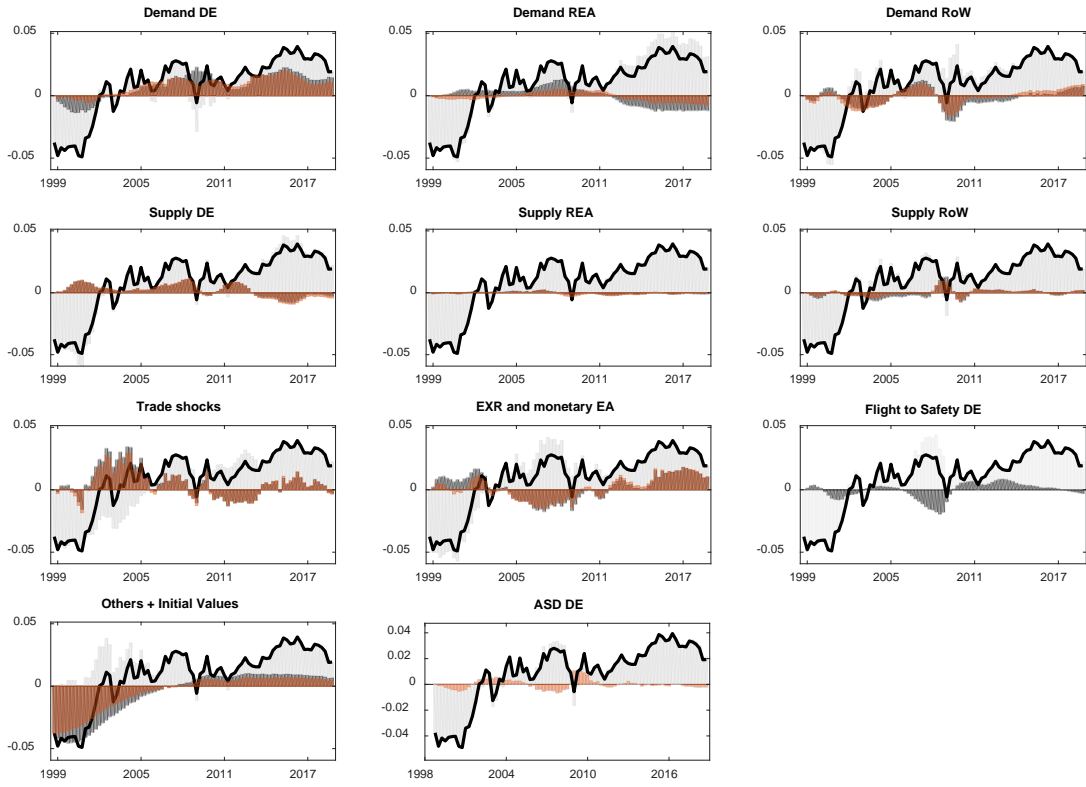 Demand DE
Demand REA
Demand RoW
0.05
0
-0.05
1999 2005 2011 2017
0.05
0
-0.05
1999 2005 2011 2017
0.05
0
-0.05
1999 2005 2011 2017
Supply DE
Supply REA
Supply RoW
0.05
0
-0.05
1999 2005 2011 2017
0.05
0
-0.05
1999 2005 2011 2017
0.05
0
-0.05
1999 2005 2011 2017
Trade shocks
EXR and monetary EA
Flight to Safety DE
0.05
0
-0.05
1999 2005 2011 2017
0.05
0
-0.05
1999 2005 2011 2017
0.05
0
-0.05
1999 2005 2011 2017
Others + Initial Values
ASD DE
0.05
0
-0.05
1999 2005 2011 2017
0.04
0.02
0
-0.02
-0.04
1998 2004 2010 2016